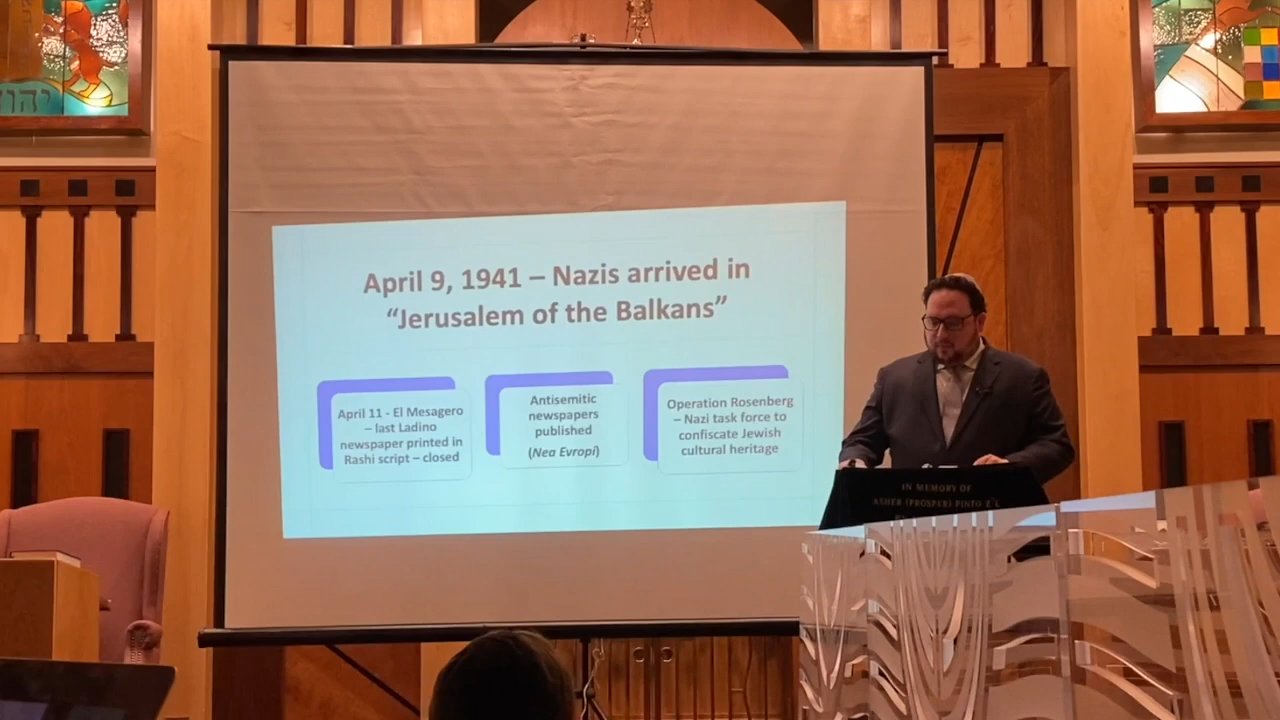 יהוד
April 9, 1941 – Nazis arrived in
“Jerusalem of the Balkans”
April 11 - El Mesagero
– last Ladino
newspaper printed in
Rashi script – closed
Antisemitic
newspapers
published
(Nea Evropi)
Operation Rosenberg
– Nazi task force to
confiscate Jewish
cultural heritage
IN MEMORY OF
ASHER (PROSPER) PINTO Z'L